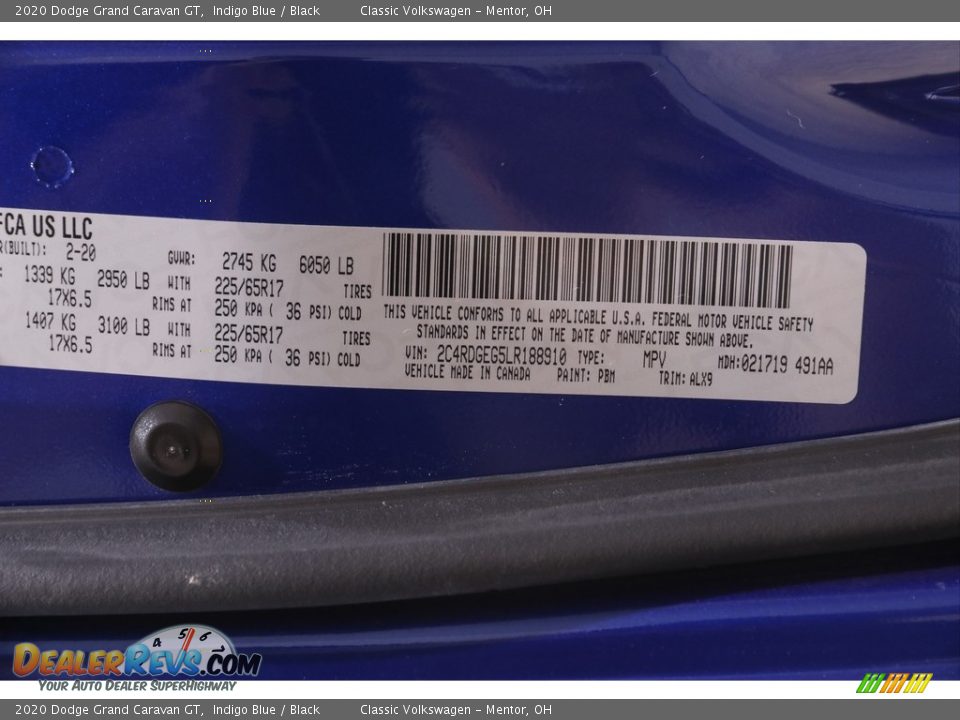 2020 Dodge Grand Caravan GT, Indigo Blue / Black Classic Volkswagen – Mentor, OH
FCA US LLC
R(BUILT): 2-20 GVWR: 2745 KG 6050 LB
: 1339 KG 2950 LB WITH 225/65R17 TIRES
17X6.5 RIMS AT 250 KPA ( 36 PSI) COLD
1407 KG 3100 LB WITH 225/65R17 TIRES
17X6.5 RIMS AT 250 KPA ( 36 PSI) COLD
THIS VEHICLE CONFORMS TO ALL APPLICABLE U.S.A. FEDERAL MOTOR VEHICLE SAFETY
STANDARDS IN EFFECT ON THE DATE OF MANUFACTURE SHOWN ABOVE.
VIN: 2C4RDGEG5LR188910 TYPE: MPV MDH:021719 491AA
VEHICLE MADE IN CANADA PAINT: PBM TRIM: ALX9
4 5 6
DealerRevs.com
Your Auto Dealer SuperHighway
2020 Dodge Grand Caravan GT, Indigo Blue / Black Classic Volkswagen – Mentor, OH